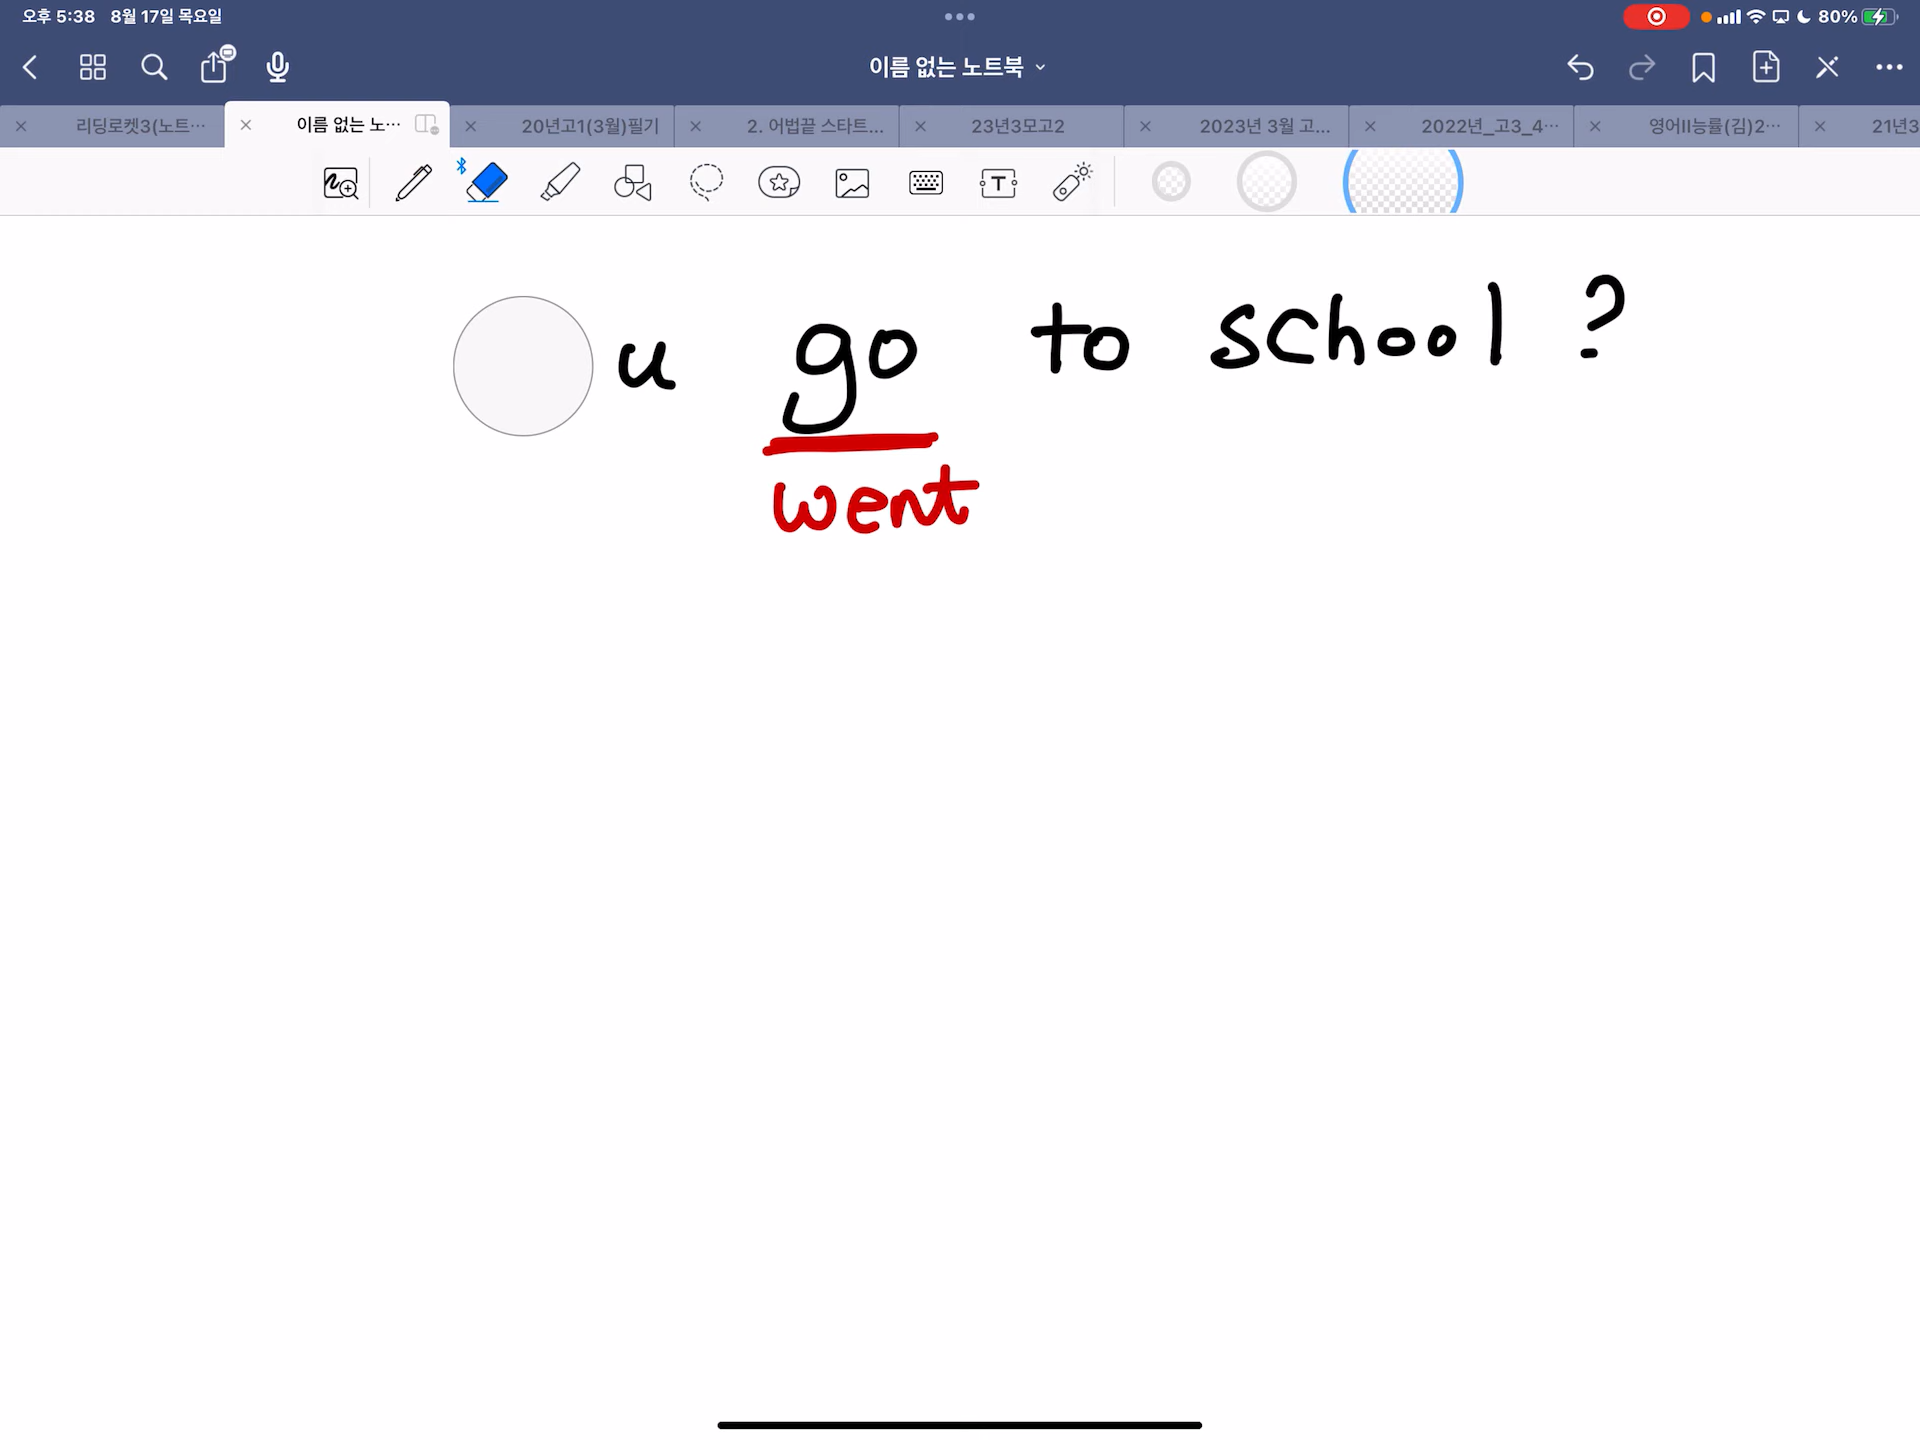 오후 5:38 8월 17일 목요일 80%
이름 없는 노트북
리딩로켓3(노트… 이름 없는 노… 20년고1(3월)필기 2. 어법끝 스타트... 23년3모고2 2023년 3월 고... 2022년_고3_4… 영어II능률(김)2… 21년3
T
u go to school ?
went